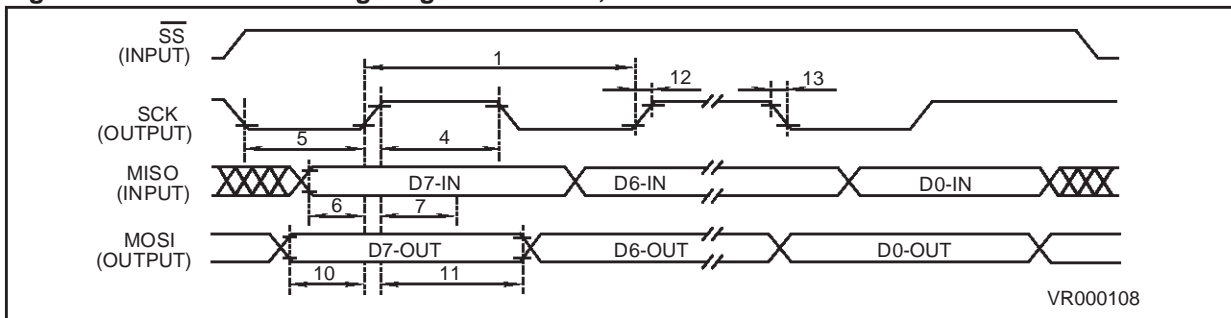 SS
(INPUT)
1
12
13
SCK
(OUTPUT)
5
4
MISO
(INPUT)
D7-IN
D6-IN
D0-IN
6
7
MOSI
(OUTPUT)
D7-OUT
D6-OUT
D0-OUT
10
11
VR000108